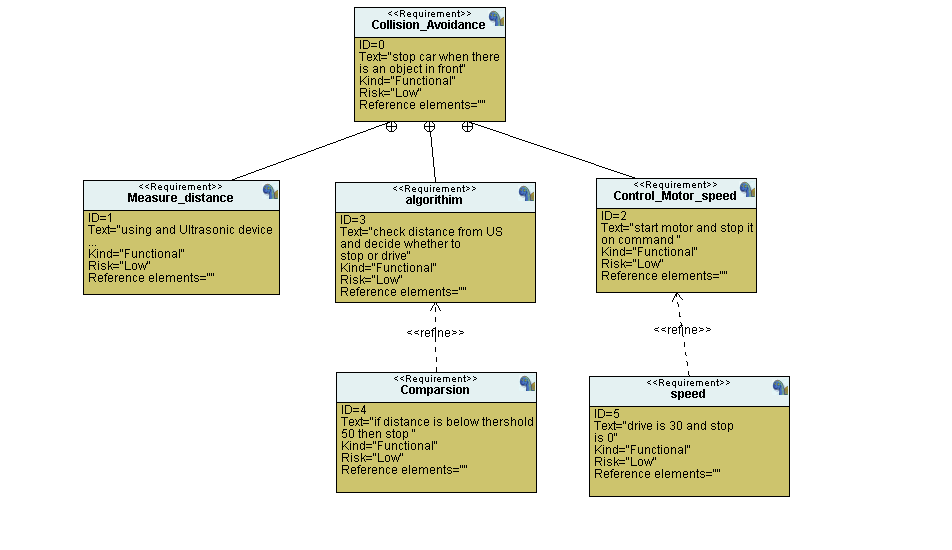 <<Requirement>>
Collision_Avoidance
ID=0
Text="stop car when there
is an object in front"
Kind="Functional"
Risk="Low"
Reference elements=""
<<Requirement>>
Measure_distance
ID=1
Text="using and Ultrasonic device
...
Kind="Functional"
Risk="Low"
Reference elements=""
<<Requirement>>
algorithim
ID=3
Text="check distance from US
and decide whether to
stop or drive"
Kind="Functional"
Risk="Low"
Reference elements=""
<<Requirement>>
Control_Motor_speed
ID=2
Text="start motor and stop it
on command "
Kind="Functional"
Risk="Low"
Reference elements=""
<<refine>>
<<refine>>
<<Requirement>>
Comparsion
ID=4
Text="if distance is below thershold
50 then stop "
Kind="Functional"
Risk="Low"
Reference elements=""
<<Requirement>>
speed
ID=5
Text="drive is 30 and stop
is 0"
Kind="Functional"
Risk="Low"
Reference elements=""